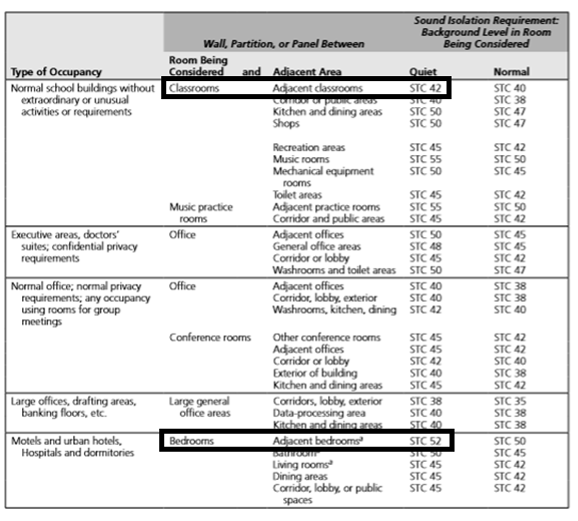 Sound Isolation Requirement:
Background Level in Room
Wall, Partition, or Panel Between Being Considered
Room Being
Type of Occupancy Considered and Adjacent Area Quiet Normal
Normal school buildings without Classrooms Adjacent classrooms STC 42 STC 40
extraordinary or unusual Corridor or public areas STC 40 STC 38
activities or requirements Kitchen and dining areas STC 50 STC 47
Shops STC 50 STC 47
Recreation areas STC 45 STC 42
Music rooms STC 55 STC 50
Mechanical equipment STC 50 STC 45
rooms
Toilet areas STC 45 STC 42
Music practice Adjacent practice rooms STC 55 STC 50
rooms Corridor and public areas STC 45 STC 42
Executive areas, doctors' Office Adjacent offices STC 50 STC 45
suites; confidential privacy General office areas STC 48 STC 45
requirements Corridor or lobby STC 45 STC 42
Washrooms and toilet areas STC 50 STC 47
Normal office; normal privacy Office Adjacent offices STC 40 STC 38
requirements; any occupancy Corridor, lobby, exterior STC 40 STC 38
using rooms for group Washrooms, kitchen, dining STC 42 STC 40
meetings
Conference rooms Other conference rooms STC 45 STC 42
Adjacent offices STC 45 STC 42
Corridor or lobby STC 42 STC 40
Exterior of building STC 40 STC 38
Kitchen and dining areas STC 45 STC 42
Large offices, drafting areas, Large general Corridors, lobby, exterior STC 38 STC 35
banking floors, etc. office areas Data-processing area STC 40 STC 38
Kitchen and dining areas STC 40 STC 38
Motels and urban hotels, Bedrooms Adjacent bedroomsª STC 52 STC 50
Hospitals and dormitories Bathroomª STC 50 STC 45
Living roomsª STC 45 STC 42
Dining areas STC 45 STC 42
Corridor, lobby, or public STC 45 STC 42
spaces